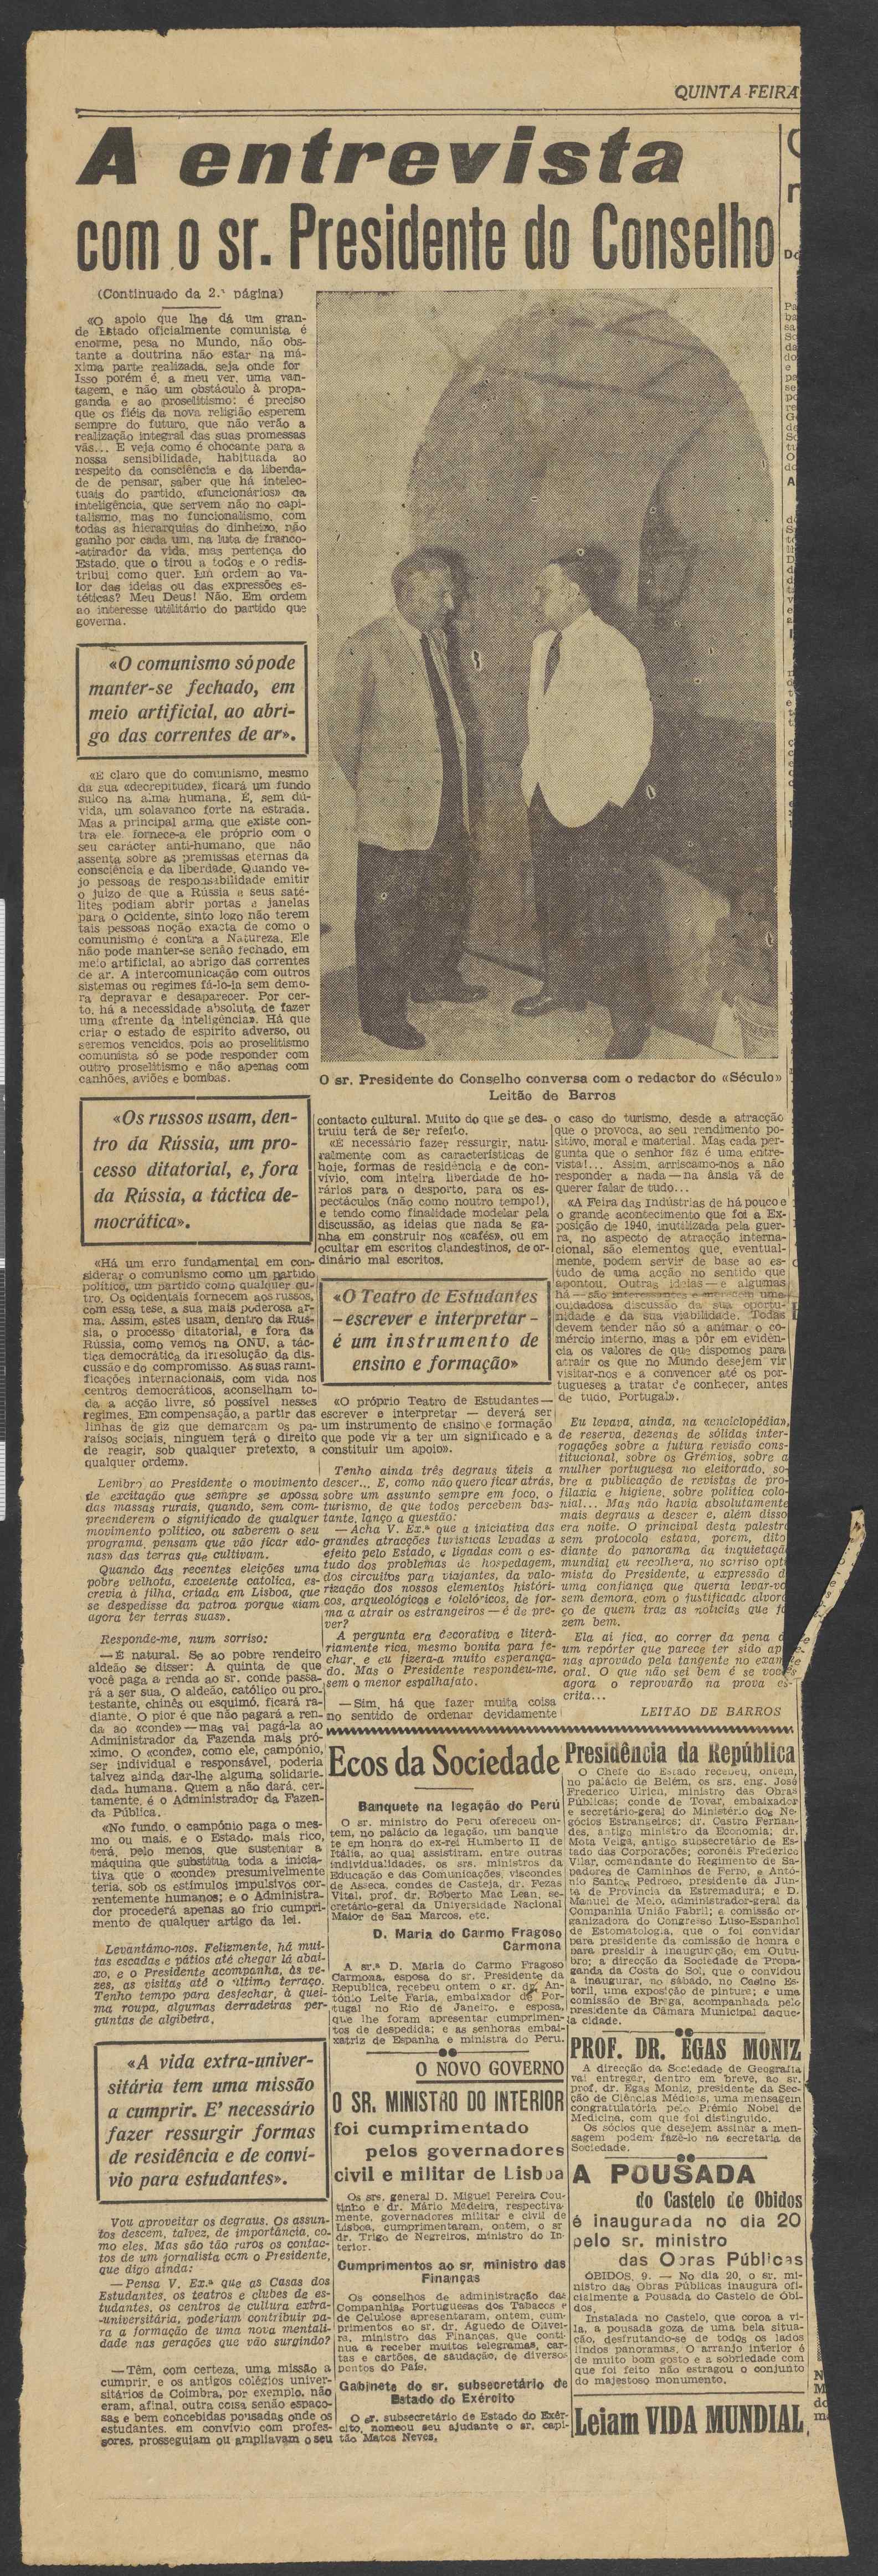 QUINTA-FEIRA
A entrevista
com o sr. Presidente do Conselho
(Continuado da 2.ª página)
«O apoio que lhe dá um gran-
de Estado oficialmente comunista é
enorme, pesa no Mundo, não obs-
tante a doutrina não estar na má-
xima parte realizada, seja onde for
Isso porém é, a meu ver, uma van-
tagem, e não um obstáculo à propa-
ganda e ao proselitismo: é preciso
que os fiéis da nova religião esperem
sempre do futuro, que não verão a
realização integral das suas promessas
vãs... E veja como é chocante para a
nossa sensibilidade, habituada ao
respeito da consciência e da liberda-
de de pensar, saber que há intelec-
tuais do partido, «funcionários» da
inteligência, que servem não no capi-
talismo, mas no funcionalismo, com
todas as hierarquias do dinheiro, não
ganho por cada um, na luta de franco-
-atirador da vida, mas pertença do
Estado, que o tirou a todos e o redis-
tribui como quer. Em ordem ao va-
lor das ideias ou das expressões es-
téticas? Meu Deus! Não. Em ordem
ao interesse utilitário do partido que
governa.
«O comunismo só pode
manter-se fechado, em
meio artificial, ao abri-
go das correntes de ar».
«É claro que do comunismo, mesmo
da sua «decrepitude», ficará um fundo
sulco na alma humana. É, sem dú-
vida, um solavanco forte na estrada.
Mas a principal arma que existe con-
tra ele, fornece-a ele próprio com o
seu carácter anti-humano, que não
assenta sobre as premissas eternas da
consciência e da liberdade. Quando ve-
jo pessoas de responsabilidade emitir
o juízo de que a Rússia e seus saté-
lites podiam abrir portas e janelas
para o Ocidente, sinto logo não terem
tais pessoas noção exacta de como o
comunismo é contra a Natureza. Ele
não pode manter-se senão fechado, em
meio artificial, ao abrigo das correntes
de ar. A intercomunicação com outros
sistemas ou regimes fá-lo-ia sem demo-
ra depravar e desaparecer. Por cer-
to, há a necessidade absoluta de fazer
uma «frente da inteligência». Há que
criar o estado de espírito adverso, ou
seremos vencidos, pois ao proselitismo
comunista só se pode responder com
outro proselitismo e não apenas com
canhões, aviões e bombas.
«Os russos usam, den-
tro da Rússia, um pro-
cesso ditatorial, e, fora
da Rússia, a táctica de-
mocrática».
«Há um erro fundamental em con-
siderar o comunismo como um partido
político, um partido como qualquer ou-
tro. Os ocidentais fornecem aos russos,
com essa tese, a sua mais poderosa ar-
ma. Assim, estes usam, dentro da Rús-
sia, o processo ditatorial, e fora da
Rússia, como vemos na ONU, a tác-
tica democrática da irresolução da dis-
cussão e do compromisso. As suas rami-
ficações internacionais, com vida nos
centros democráticos, aconselham to-
da a acção livre, só possível nesses
regimes. Em compensação, a partir das
linhas de giz que demarcam os pa-
raísos sociais, ninguém terá o direito
de reagir, sob qualquer pretexto, a
qualquer ordem».
Lembro ao Presidente o movimento
de excitação que sempre se apossa
das massas rurais, quando, sem com-
preenderem o significado de qualquer
movimento político, ou saberem o seu
programa, pensam que vão ficar «do-
nas» das terras que cultivam.
Quando das recentes eleições uma
pobre velhota, excelente católica, es-
crevia à filha, criada em Lisboa, que
se despedisse da patroa porque «iam
agora ter terras suas».
Responde-me, num sorriso:
—É natural. Se ao pobre rendeiro
aldeão se disser: A quinta de que
você paga a renda ao sr. conde passa-
rá a ser sua. O aldeão, católico ou pro-
testante, chinês ou esquimó, ficará ra-
diante. O pior é que não pagará a ren-
da ao «conde»—mas vai pagá-la ao
Administrador da Fazenda mais pró-
ximo. O «conde», como ele, campónio,
ser individual e responsável, poderia
talvez ainda dar-lhe alguma solidarie-
dade humana. Quem a não dará, cer-
tamente, é o Administrador da Fazen-
da Pública.
«No fundo, o campónio paga o mes-
mo ou mais, e o Estado, mais rico,
terá, pelo menos, que sustentar a
máquina que substitua toda a inicia-
tiva que o «conde» presumivelmente
teria, sob os estímulos impulsivos cor-
rentemente humanos; e o Administra-
dor procederá apenas ao frio cumpri-
mento de qualquer artigo da lei.
Levantámo-nos. Felizmente, há mui-
tas escadas e pátios até chegar lá abai-
xo, e o Presidente acompanha, às ve-
zes, as visitas até o último terraço.
Tenho tempo para desfechar, à quei-
ma roupa, algumas derradeiras per-
guntas de algibeira.
«A vida extra-univer-
sitária tem uma missão
a cumprir. E' necessário
fazer ressurgir formas
de residência e de conví-
vio para estudantes».
Vou aproveitar os degraus. Os assun-
tos descem, talvez, de importância, co-
mo eles. Mas são tão raros os contac-
tos de um jornalista com o Presidente,
que digo ainda:
—Pensa V. Ex.ª que as Casas dos
Estudantes, os teatros e clubes de es-
tudantes, os centros de cultura extra-
-universitária, poderiam contribuir pa-
ra a formação de uma nova mentali-
dade nas gerações que vão surgindo?
—Têm, com certeza, uma missão a
cumprir, e os antigos colégios univer-
sitários de Coimbra, por exemplo, não
eram, afinal, outra coisa senão espaço-
sas e bem concebidas pousadas onde os
estudantes, em convívio com profes-
sores, prosseguiam ou ampliavam o seu
O sr. Presidente do Conselho conversa com o redactor do «Século»
Leitão de Barros
contacto cultural. Muito do que se des-
truiu terá de ser refeito.
«É necessário fazer ressurgir, natu-
ralmente com as características de
hoje, formas de residência e de con-
vívio, com inteira liberdade de ho-
rários para o desporto, para os es-
pectáculos (não como noutro tempo!),
e tendo como finalidade modelar pela
discussão, as ideias que nada se ga-
nha em construir nos «cafés», ou em
ocultar em escritos clandestinos, de or-
dinário mal escritos.
«O Teatro de Estudantes
– escrever e interpretar –
é um instrumento de
ensino e formação»
«O próprio Teatro de Estudantes—
escrever e interpretar — deverá ser
um instrumento de ensino e formação
que pode vir a ter um significado e a
constituir um apoio».
Tenho ainda três degraus úteis a
descer... E, como não quero ficar atrás,
sobre um assunto sempre em foco, o
turismo, de que todos percebem bas-
tante, lanço a questão:
—Acha V. Ex.ª que a iniciativa das
grandes atracções turísticas levadas a
efeito pelo Estado, e ligadas com o es-
tudo dos problemas de hospedagem,
dos circuitos para viajantes, da valo-
rização dos nossos elementos históri-
cos, arqueológicos e folclóricos, de for-
ma a atrair os estrangeiros—é de pre-
ver?
A pergunta era decorativa e literà-
riamente rica, mesmo bonita para fe-
char, e eu fizera-a muito esperança-
do. Mas o Presidente respondeu-me,
sem o menor espalhafato.
—Sim, há que fazer muita coisa
no sentido de ordenar devidamente
o caso do turismo, desde a atracção
que o provoca, ao seu rendimento po-
sitivo, moral e material. Mas cada per-
gunta que o senhor faz é uma entre-
vista!... Assim, arriscamo-nos a não
responder a nada—na ânsia vã de
querer falar de tudo...
«A Feira das Indústrias de há pouco e
o grande acontecimento que foi a Ex-
posição de 1940, inutilizada pela guer-
ra, no aspecto de atracção interna-
cional, são elementos que, eventual-
mente, podem servir de base ao es-
tudo de uma acção no sentido que
apontou. Outras ideias — e algumas
há—são interessantes e merecem uma
cuidadosa discussão da sua oportu-
nidade e da sua viabilidade. Todas
devem tender não só a animar o co-
mércio interno, mas a pôr em evidên-
cia os valores de que dispomos para
atrair os que no Mundo desejem vir
visitar-nos e a convencer até os por-
tugueses a tratar de conhecer, antes
de tudo, Portugal».
Eu levava, ainda, na «enciclopédia»,
de reserva, dezenas de sólidas inter-
rogações sobre a futura revisão cons-
titucional, sobre os Grémios, sobre a
mulher portuguesa no eleitorado, so-
bre a publicação de revistas de pro-
filaxia e higiene, sobre política colo-
nial... Mas não havia absolutamente
mais degraus a descer e, além disso
era noite. O principal desta palestra
sem protocolo estava, porém, dito
diante do panorama da inquietação
mundial eu recolhera, no sorriso opti-
mista do Presidente, a expressão d
uma confiança que queria levar-vo
sem demora, com o justificado alvoro
ço de quem traz as notícias que fa
zem bem.
Ela aí fica, ao correr da pena d
um repórter que parece ter sido ap
nas aprovado pela tangente no exam
oral. O que não sei bem é se você
agora o reprovarão na prova es-
crita...
LEITÃO DE BARROS
Ecos da Sociedade
Banquete na legação do Perú
O sr. ministro do Peru ofereceu on-
tem, no palácio da legação, um banque
te em honra do ex-rei Humberto II de
Itália, ao qual assistiram, entre outras
individualidades, os srs. ministros da
Educação e das Comunicações, viscondes
de Asseca, condes de Casteja, dr. Fezas
Vital, prof. dr. Roberto Mac Lean, se-
cretário-geral da Universidade Nacional
Maior de San Marcos, etc.
D. Maria do Carmo Fragoso
Carmona
A sr.ª D. Maria do Carmo Fragoso
Carmona, esposa do sr. Presidente da
República, recebeu ontem o sr. dr. An-
tónio Leite Faria, embaixador de Por-
tugal no Rio de Janeiro, e esposa,
que lhe foram apresentar cumprimen-
tos de despedida; e as senhoras embai-
xatriz de Espanha e ministra do Peru.
O NOVO GOVERNO
O SR. MINISTRO DO INTERIOR
foi cumprimentado
pelos governadores
civil e militar de Lisboa
Os srs. general D. Miguel Pereira Cou-
tinho e dr. Mário Madeira, respectiva-
mente, governadores militar e civil de
Lisboa, cumprimentaram, ontem, o sr.
dr. Trigo de Negreiros, ministro do In-
terior.
Cumprimentos ao sr. ministro das
Finanças
Os conselhos de administração das
Companhias Portuguesas dos Tabacos e
de Celulose apresentaram, ontem, cum-
primentos ao sr. dr. Águedo de Olivei-
ra, ministro das Finanças, que conti-
nua a receber muitos telegramas, car-
tas e cartões, de saudação, de diversos
pontos do País.
Gabinete do sr. subsecretário de
Estado do Exército
O sr. subsecretário de Estado do Exér-
cito, nomeou seu ajudante o sr. capi-
tão Matos Neves.
Presidência da República
O Chefe do Estado recebeu, ontem,
no palácio de Belém, os srs. eng. José
Frederico Ulrich, ministro das Obras
Públicas; conde de Tovar, embaixador
e secretário-geral do Ministério dos Ne-
gócios Estrangeiros; dr. Castro Fernan-
des, antigo ministro da Economia; dr.
Mota Veiga, antigo subsecretário de Es-
tado das Corporações; coronéis Frederico
Vilar, comandante do Regimento de Sa-
padores de Caminhos de Ferro, e Antó-
nio Santos Pedroso, presidente da Jun-
ta de Província da Estremadura; e D.
Manuel de Melo, administrador-geral da
Companhia União Fabril; e comissão or-
ganizadora do Congresso Luso-Espanhol
de Estomatologia, que o foi convidar
para presidente da comissão de honra e
para presidir à inauguração, em Outu-
bro; a direcção da Sociedade de Propa-
ganda da Costa do Sol, que o convidou
a inaugurar, no sábado, no Casino Es-
toril, uma exposição de pintura; e uma
comissão de Braga, acompanhada pelo
presidente da Câmara Municipal daque-
la cidade.
PROF. DR. EGAS MONIZ
A direcção da Sociedade de Geografia
vai entregar, dentro em breve, ao sr.
prof. dr. Egas Moniz, presidente da Sec-
ção de Ciências Médicas, uma mensagem
congratulatória pelo Prémio Nobel de
Medicina, com que foi distinguido.
Os sócios que desejem assinar a men-
sagem podem fazê-lo na secretaria da
Sociedade.
A POUSADA
do Castelo de Obidos
é inaugurada no dia 20
pelo sr. ministro
das Obras Públicas
ÓBIDOS, 9. — No dia 20, o sr. mi-
nistro das Obras Públicas inaugura ofi-
cialmente a Pousada do Castelo de Óbi-
dos.
Instalada no Castelo, que coroa a vi-
la, a pousada goza de uma bela situa-
ção, desfrutando-se de todos os lados
lindos panoramas. O arranjo interior é
de muito bom gosto e a sobriedade com
que foi feito não estragou o conjunto
do majestoso monumento.
Leiam VIDA MUNDIAL